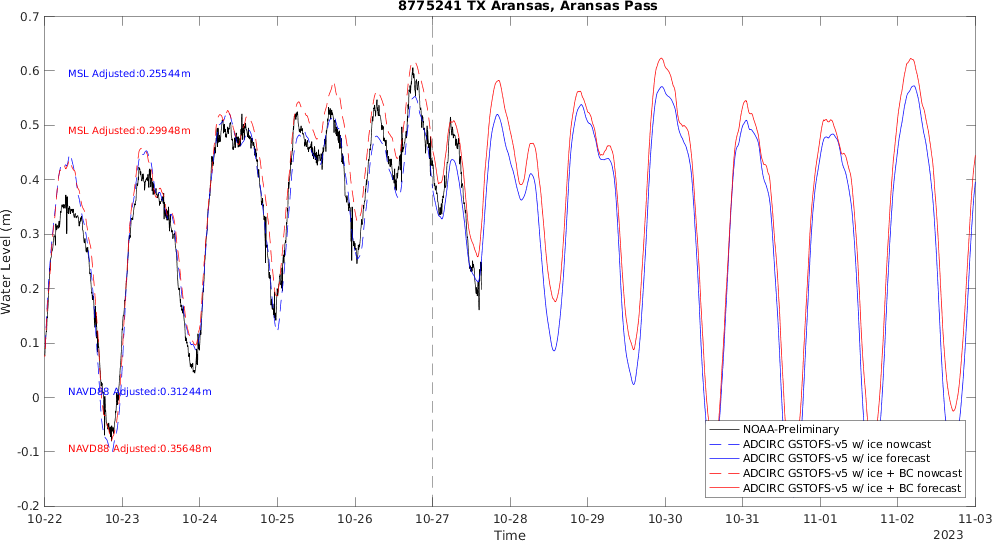 8775241 TX Aransas, Aransas Pass
0.7
0.6
0.5
0.4
0.3
0.2
0.1
0
-0.1
-0.2
Water Level (m)
MSL Adjusted:0.25544m
MSL Adjusted:0.29948m
NAVD88 Adjusted:0.31244m
NAVD88 Adjusted:0.35648m
NOAA-Preliminary
ADCIRC GSTOFS-v5 w/ ice nowcast
ADCIRC GSTOFS-v5 w/ ice forecast
ADCIRC GSTOFS-v5 w/ ice + BC nowcast
ADCIRC GSTOFS-v5 w/ ice + BC forecast
10-22 10-23 10-24 10-25 10-26 10-27 10-28 10-29 10-30 10-31 11-01 11-02 11-03
Time
2023